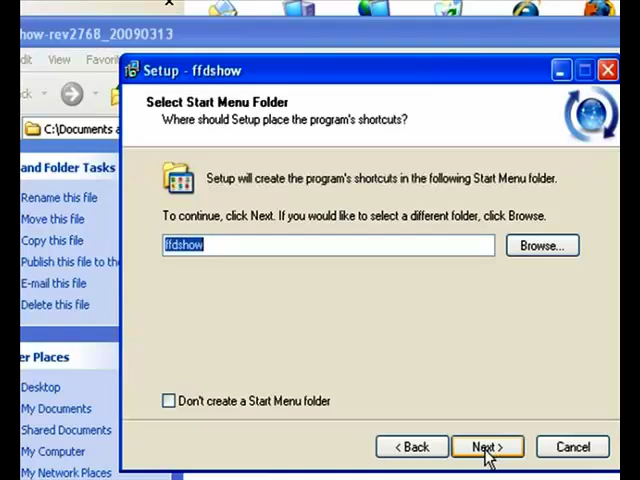 how-rev2768_20090313
dit View Favori
ack
C:\Documents a
and Folder Tasks
Rename this file
Move this file
Copy this file
Publish this file to the
E-mail this file
Delete this file
er Places
Desktop
My Documents
Shared Documents
My Computer
My Network Places
Setup - ffdshow
Select Start Menu Folder
Where should Setup place the program's shortcuts?
Setup will create the program's shortcuts in the following Start Menu folder.
To continue, click Next. If you would like to select a different folder, click Browse.
ffdshow
Browse...
Don't create a Start Menu folder
< Back
Next >
Cancel